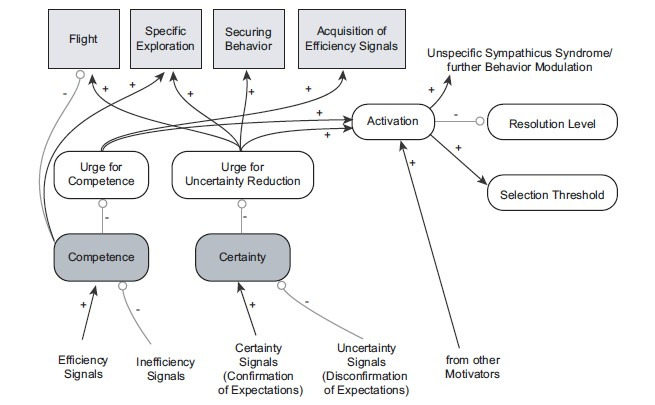 Flight
Specific
Exploration
Securing
Behavior
Acquisition of
Efficiency Signals
Unspecific Sympathicus Syndrome/
further Behavior Modulation
-
+
+
+
+
+
+
+
+
Activation
-
Resolution Level
+
+
Urge for
Competence
Urge for
Uncertainty Reduction
Selection Threshold
-
-
Competence
Certainty
+
-
+
-
Efficiency
Signals
Inefficiency
Signals
Certainty
Signals
(Confirmation
of Expectations)
Uncertainty
Signals
(Disconfirmation
of Expectations)
from other
Motivators